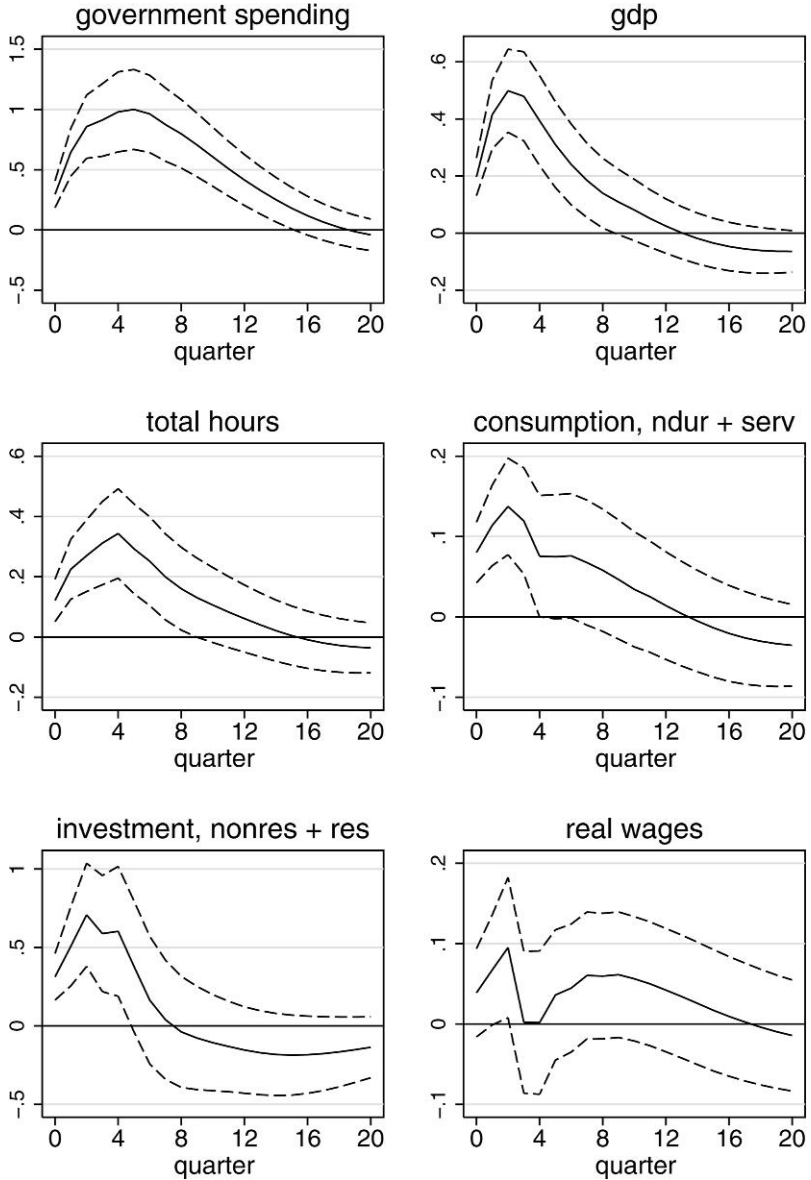 government spending
1.5
1
.5
0
-.5
0 4 8 12 16 20
quarter
gdp
.6
.4
.2
0
-.2
0 4 8 12 16 20
quarter
total hours
.6
.4
.2
0
-.2
0 4 8 12 16 20
quarter
consumption, ndur + serv
.2
.1
0
-.1
0 4 8 12 16 20
quarter
investment, nonres + res
1
.5
0
-.5
0 4 8 12 16 20
quarter
real wages
.2
.1
0
-.1
0 4 8 12 16 20
quarter